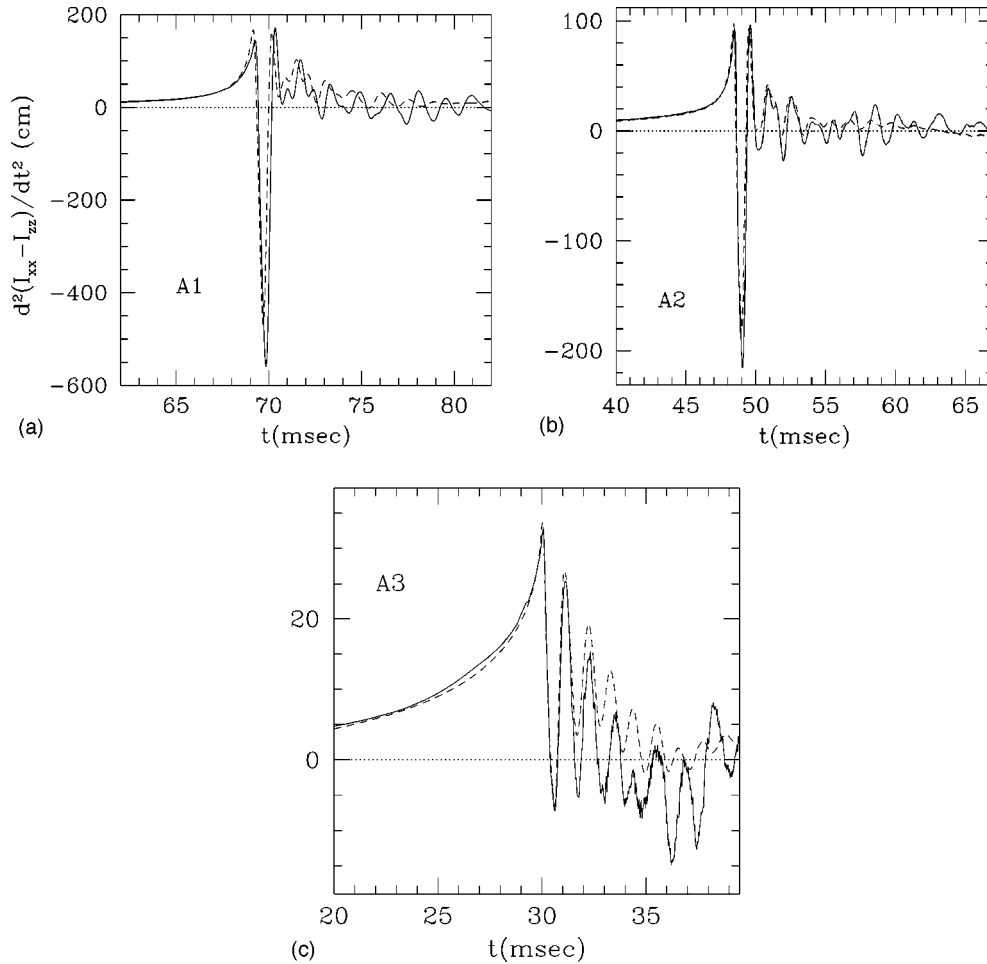 200
0
−200
−400
−600
d²(I_xx−I_zz)/dt² (cm)
A1
65 70 75 80
t(msec)
(a)
100
0
−100
−200
A2
40 45 50 55 60 65
t(msec)
(b)
20
0
A3
20 25 30 35
t(msec)
(c)